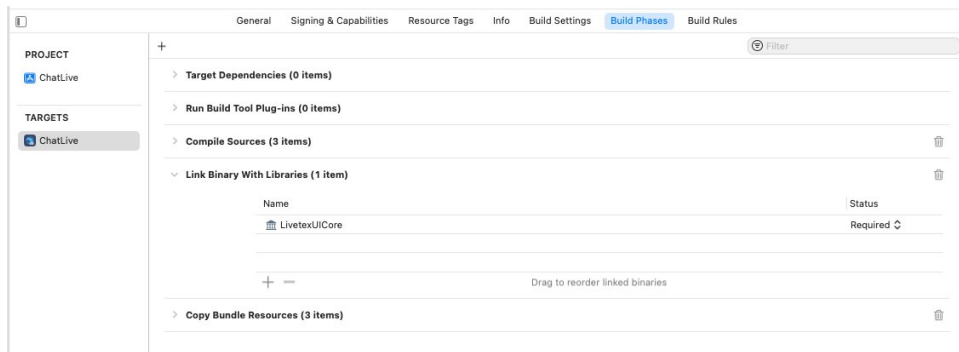 General Signing & Capabilities Resource Tags Info Build Settings Build Phases Build Rules
PROJECT
ChatLive
TARGETS
ChatLive
+ Filter
Target Dependencies (0 items)
Run Build Tool Plug-ins (0 items)
Compile Sources (3 items)
Link Binary With Libraries (1 item)
Name Status
LivetexUICore Required
+ − Drag to reorder linked binaries
Copy Bundle Resources (3 items)